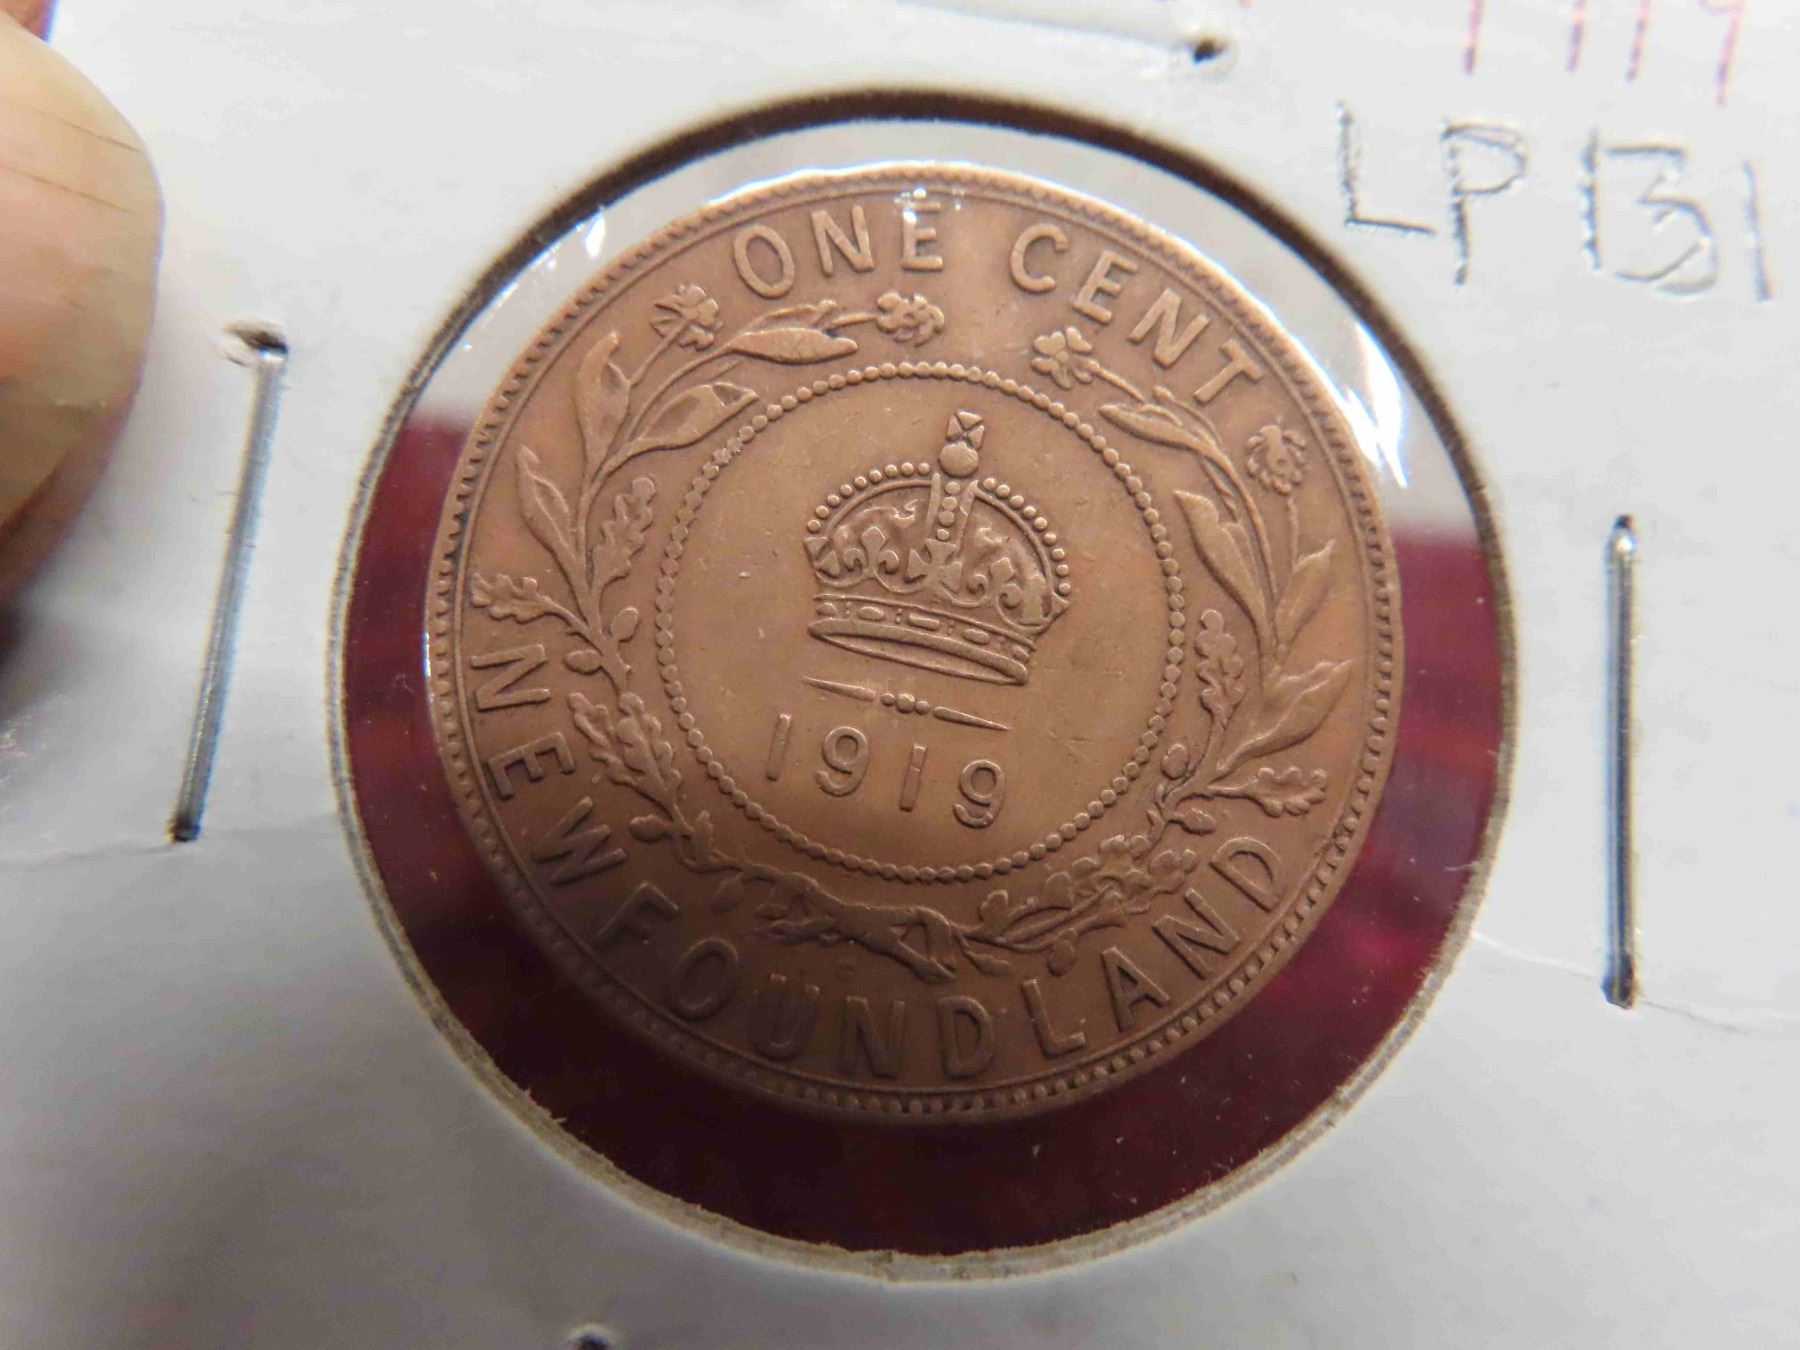 LP 131
ONE CENT
1919
NEWFOUNDLAND